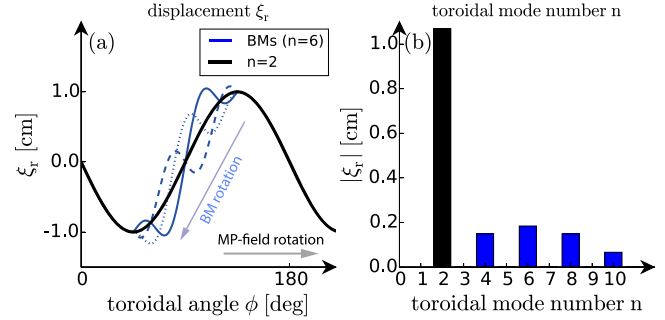 displacement ξr
(a)
BMs (n=6)
n=2
1.0
0.0
-1.0
ξr [cm]
BM rotation
MP-field rotation
0
180
toroidal angle ϕ [deg]
toroidal mode number n
(b)
1.0
0.8
0.6
0.4
0.2
0.0
|ξr| [cm]
0 1 2 3 4 5 6 7 8 9 10
toroidal mode number n